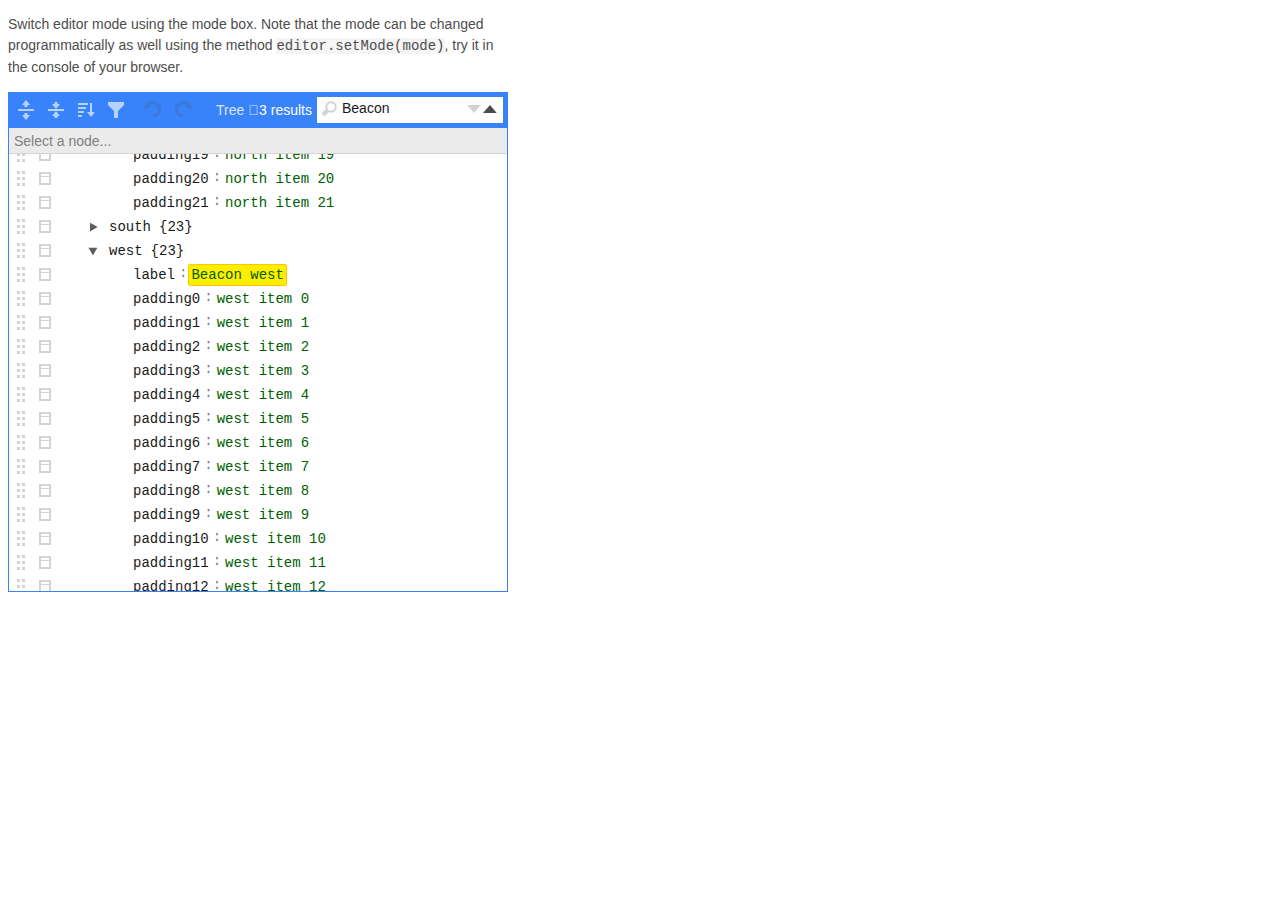 Switch editor mode using the mode box. Note that the mode can be changed
programmatically as well using the method editor.setMode(mode), try it in
the console of your browser.
Tree 3 results Beacon
Select a node...
padding19 : north item 19
padding20 : north item 20
padding21 : north item 21
south {23}
west {23}
label : Beacon west
padding0 : west item 0
padding1 : west item 1
padding2 : west item 2
padding3 : west item 3
padding4 : west item 4
padding5 : west item 5
padding6 : west item 6
padding7 : west item 7
padding8 : west item 8
padding9 : west item 9
padding10 : west item 10
padding11 : west item 11
padding12 : west item 12